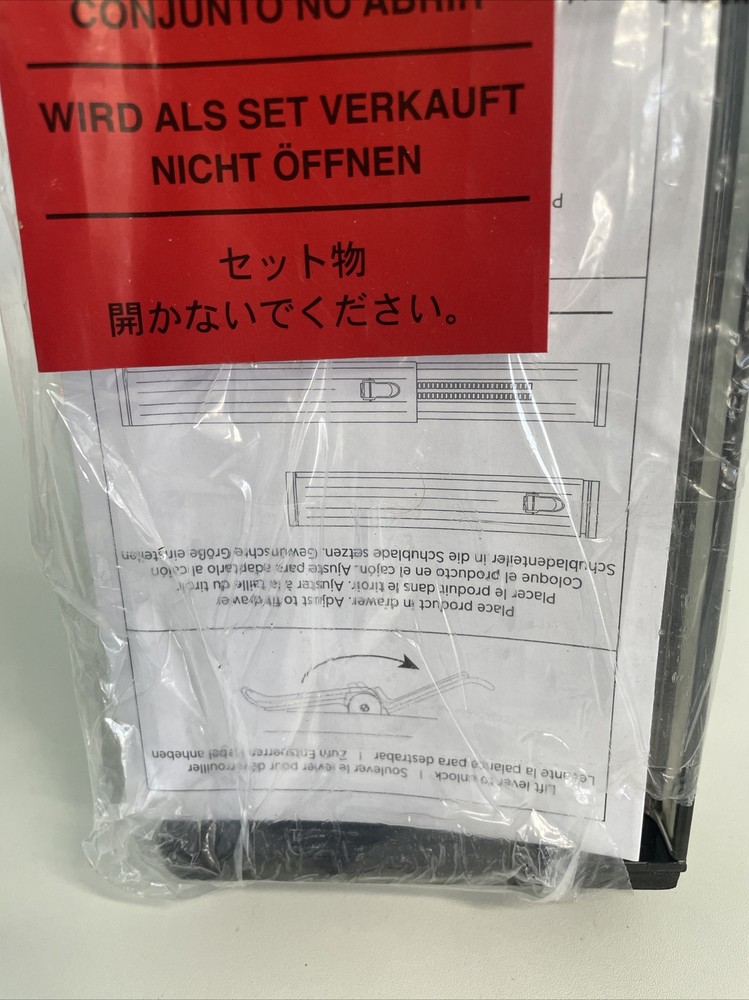 CONJUNTO NO ABRIR
WIRD ALS SET VERKAUFT
NICHT ÖFFNEN
セット物
開かないでください。
Lift lever to unlock | Soulever le levier pour déverrouiller
Levante la palanca para destrabar | Zum Entsperren Hebel anheben
Place product in drawer. Adjust to fit drawer
Placer le produit dans le tiroir. Ajuster à la taille du tiroir
Coloque el producto en el cajón. Ajuste para adaptarla al cajón
Schubladenteiler in die Schublade setzen. Gewünschte Größe einstellen
P